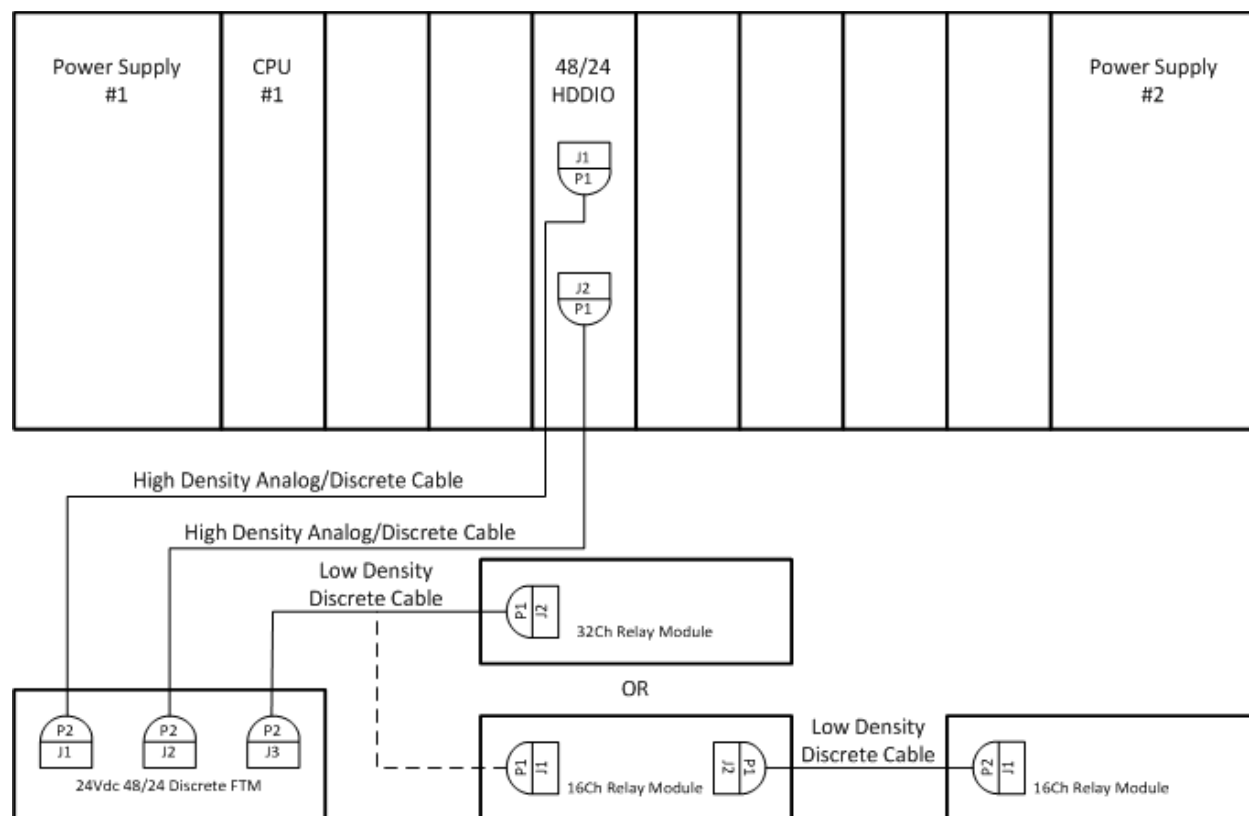 Power Supply
#1
CPU
#1
48/24
HDDIO
Power Supply
#2
J1
P1
J2
P1
High Density Analog/Discrete Cable
High Density Analog/Discrete Cable
Low Density
Discrete Cable
P1
J2
32Ch Relay Module
OR
P2
J1
P2
J2
P2
J3
24Vdc 48/24 Discrete FTM
P1
J1
16Ch Relay Module
J2
P1
Low Density
Discrete Cable
P2
J1
16Ch Relay Module